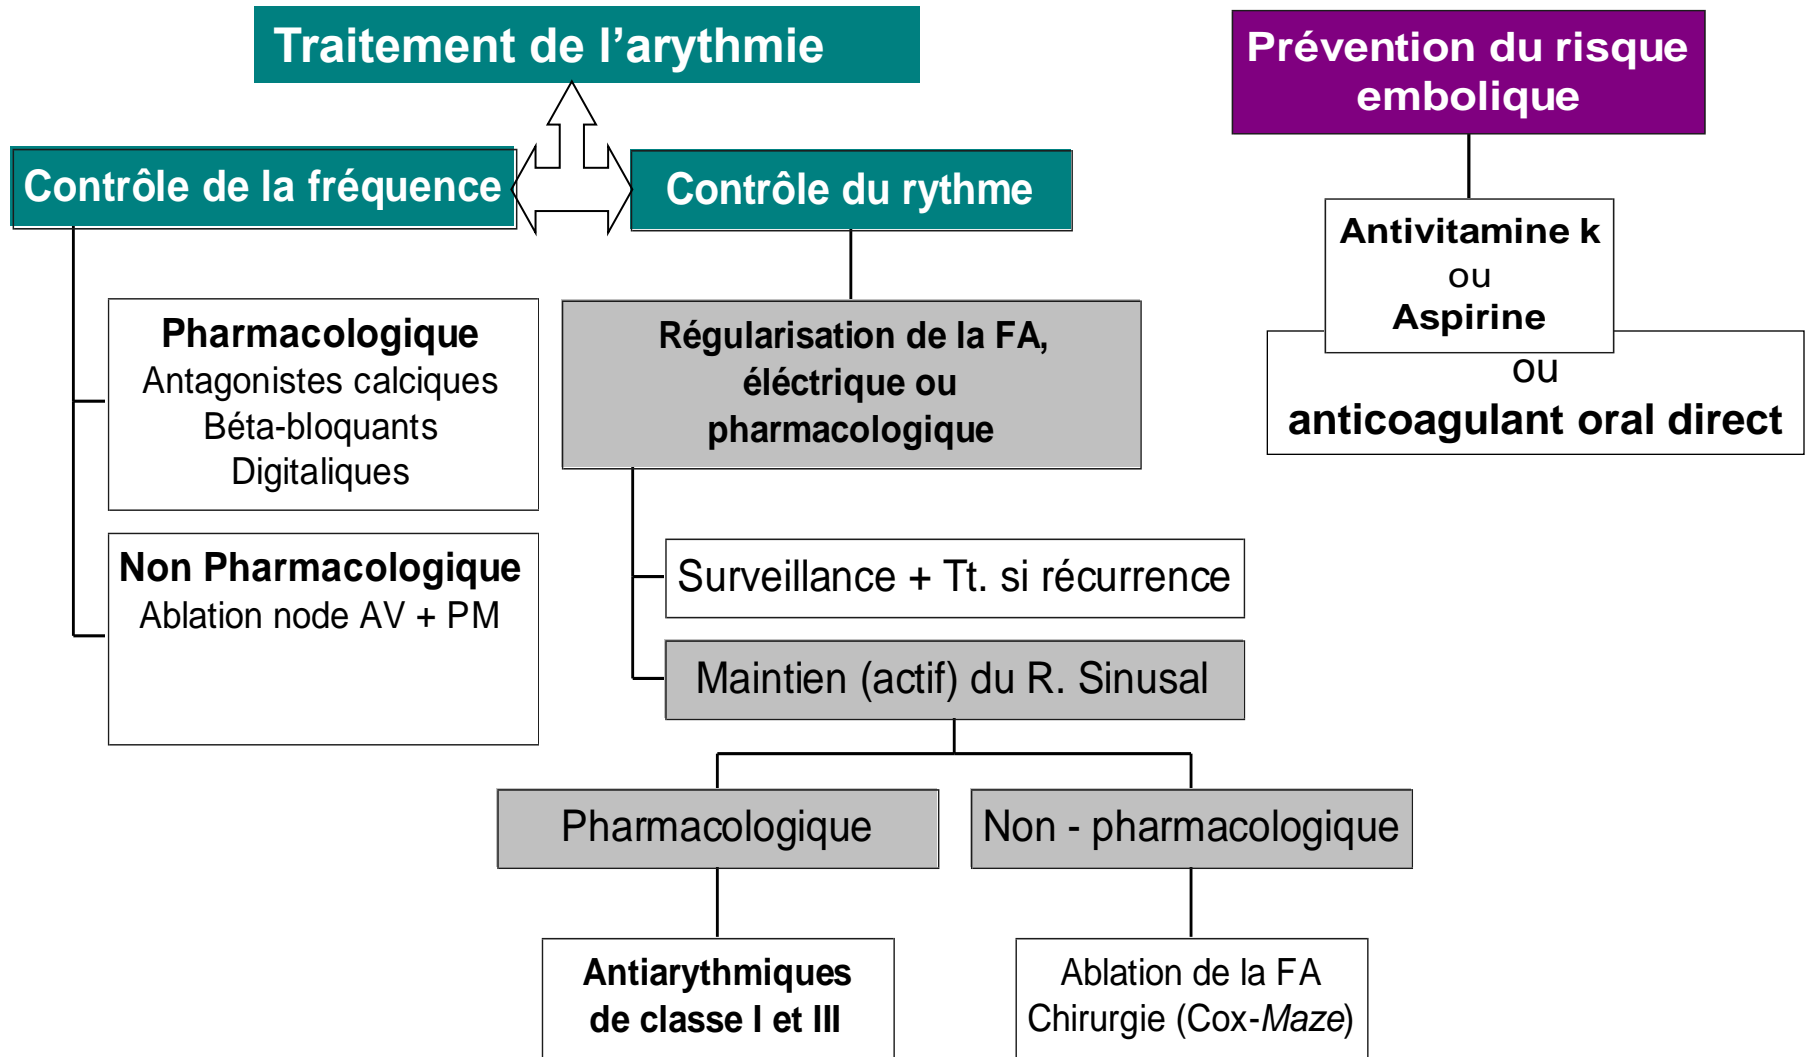 Traitement de l’arythmie
Prévention du risque
embolique
Contrôle de la fréquence
Contrôle du rythme
Antivitamine k
ou
Aspirine
ou
anticoagulant oral direct
Pharmacologique
Antagonistes calciques
Béta-bloquants
Digitaliques
Non Pharmacologique
Ablation node AV + PM
Régularisation de la FA,
éléctrique ou
pharmacologique
Surveillance + Tt. si récurrence
Maintien (actif) du R. Sinusal
Pharmacologique
Non - pharmacologique
Antiarythmiques
de classe I et III
Ablation de la FA
Chirurgie (Cox-Maze)